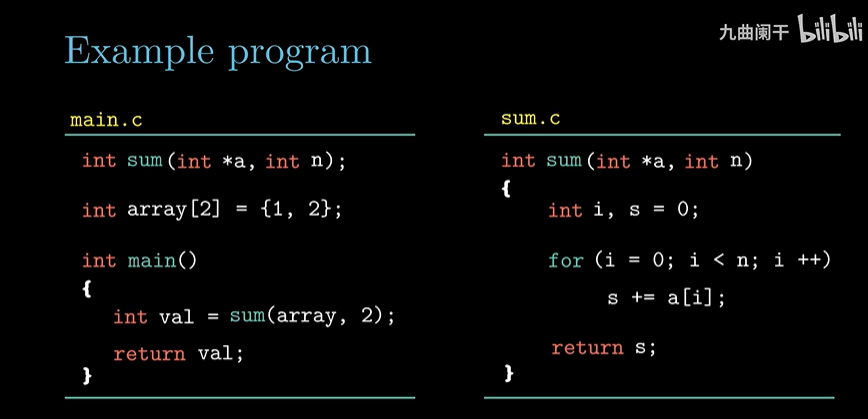 九曲阑干 bilibili
Example program
main.c
int sum(int *a, int n);
int array[2] = {1, 2};
int main()
{
int val = sum(array, 2);
return val;
}
sum.c
int sum(int *a, int n)
{
int i, s = 0;
for (i = 0; i < n; i ++)
s += a[i];
return s;
}